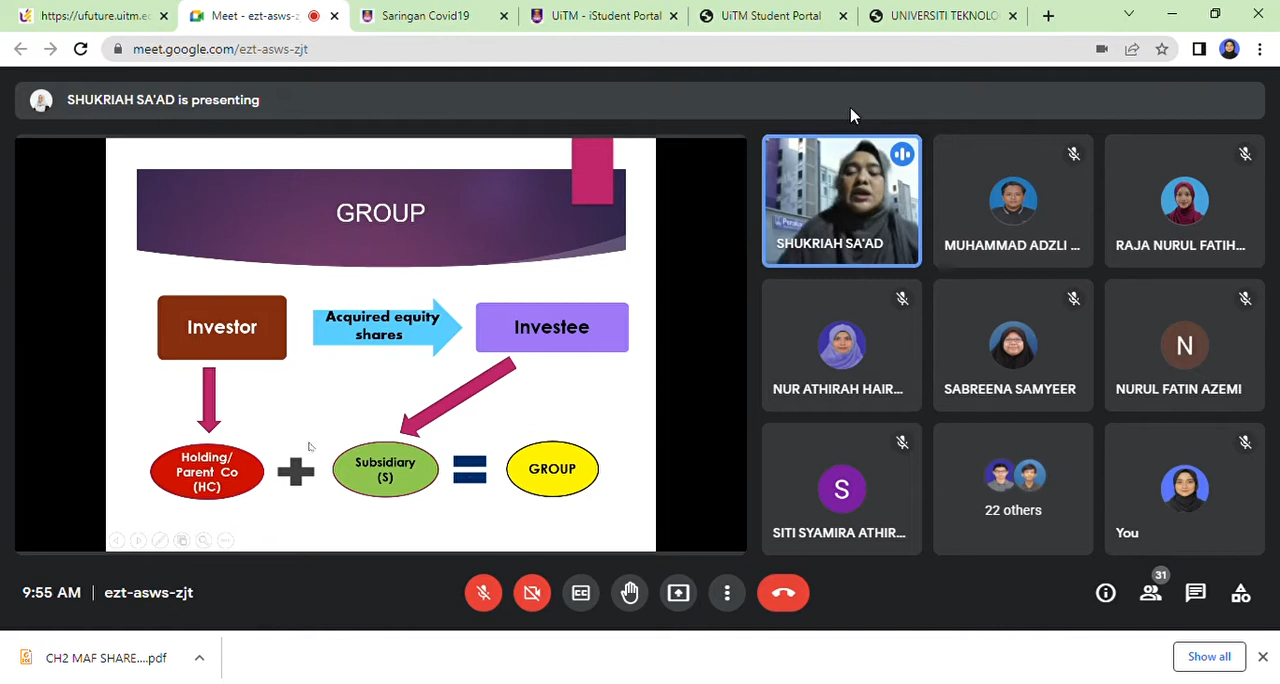 https://ufuture.uitm.ec
Meet - ezt-asws-z
Saringan Covid19
UiTM - iStudent Portal
UiTM Student Portal
UNIVERSITI TEKNOLO
meet.google.com/ezt-asws-zjt
SHUKRIAH SA'AD is presenting
GROUP
Investor
Acquired equity
shares
Investee
Holding/
Parent Co
(HC)
Subsidiary
(S)
GROUP
SHUKRIAH SA'AD
MUHAMMAD ADZLI ...
RAJA NURUL FATIH...
NUR ATHIRAH HAIR...
SABREENA SAMYEER
N
NURUL FATIN AZEMI
S
SITI SYAMIRA ATHIR...
22 others
You
9:55 AM | ezt-asws-zjt
31
CH2 MAF SHARE....pdf
Show all